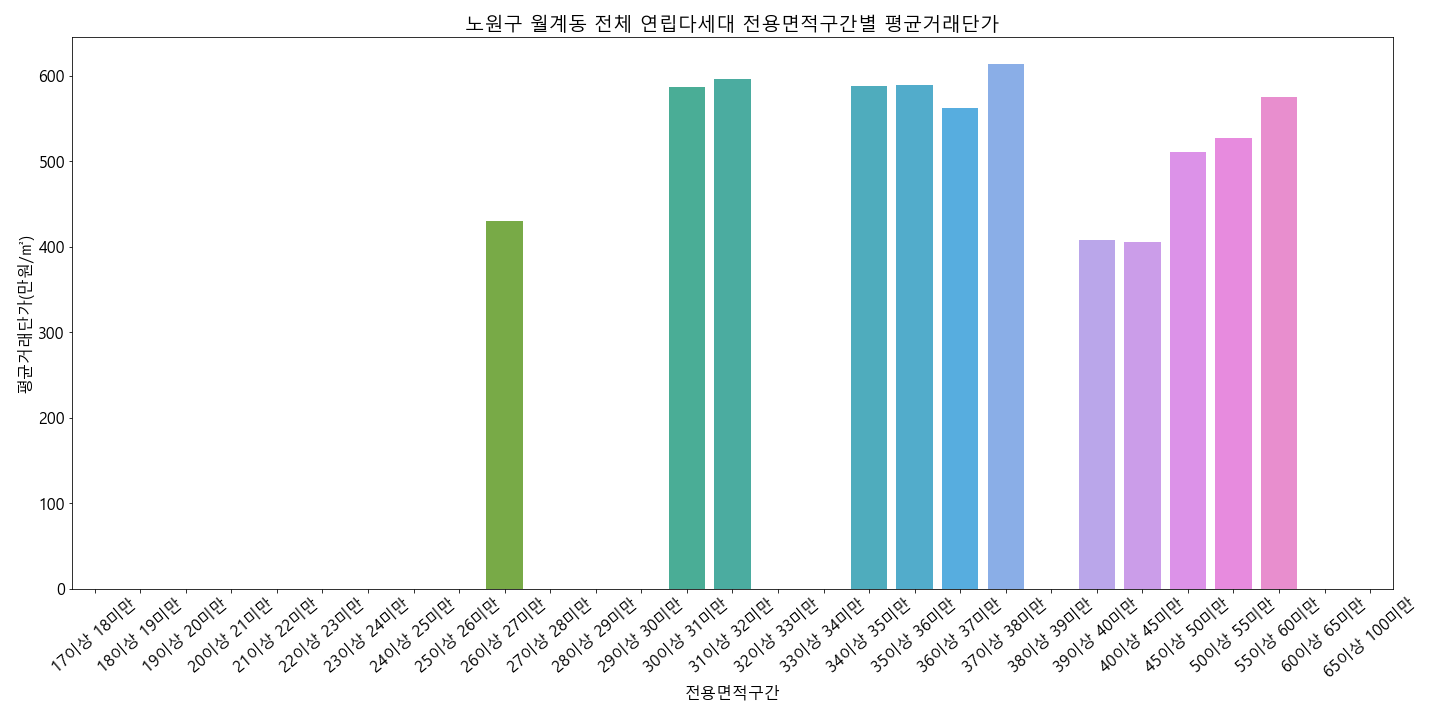 노원구 월계동 전체 연립다세대 전용면적구간별 평균거래단가
평균거래단가(만원/㎡)
600
500
400
300
200
100
0
17이상 18미만
18이상 19미만
19이상 20미만
20이상 21미만
21이상 22미만
22이상 23미만
23이상 24미만
24이상 25미만
25이상 26미만
26이상 27미만
27이상 28미만
28이상 29미만
29이상 30미만
30이상 31미만
31이상 32미만
32이상 33미만
33이상 34미만
34이상 35미만
35이상 36미만
36이상 37미만
37이상 38미만
38이상 39미만
39이상 40미만
40이상 45미만
45이상 50미만
50이상 55미만
55이상 60미만
60이상 65미만
65이상 100미만
전용면적구간